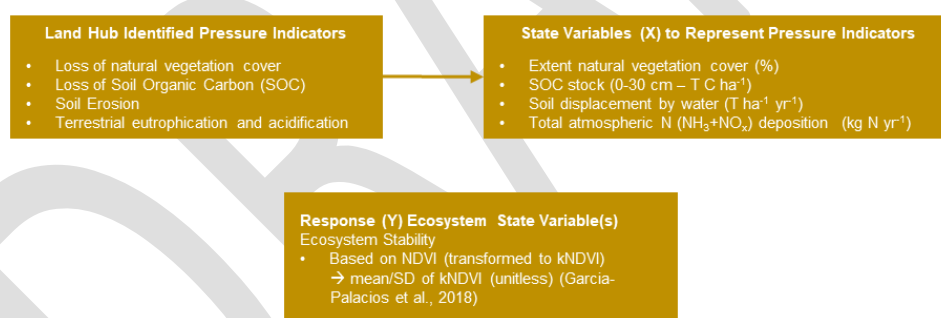 Land Hub Identified Pressure Indicators
• Loss of natural vegetation cover
• Loss of Soil Organic Carbon (SOC)
• Soil Erosion
• Terrestrial eutrophication and acidification
State Variables (X) to Represent Pressure Indicators
• Extent natural vegetation cover (%)
• SOC stock (0-30 cm – T C ha⁻¹)
• Soil displacement by water (T ha⁻¹ yr⁻¹)
• Total atmospheric N (NH₃+NOₓ) deposition (kg N yr⁻¹)
Response (Y) Ecosystem State Variable(s)
Ecosystem Stability
• Based on NDVI (transformed to kNDVI)
→ mean/SD of kNDVI (unitless) (Garcia-
Palacios et al., 2018)